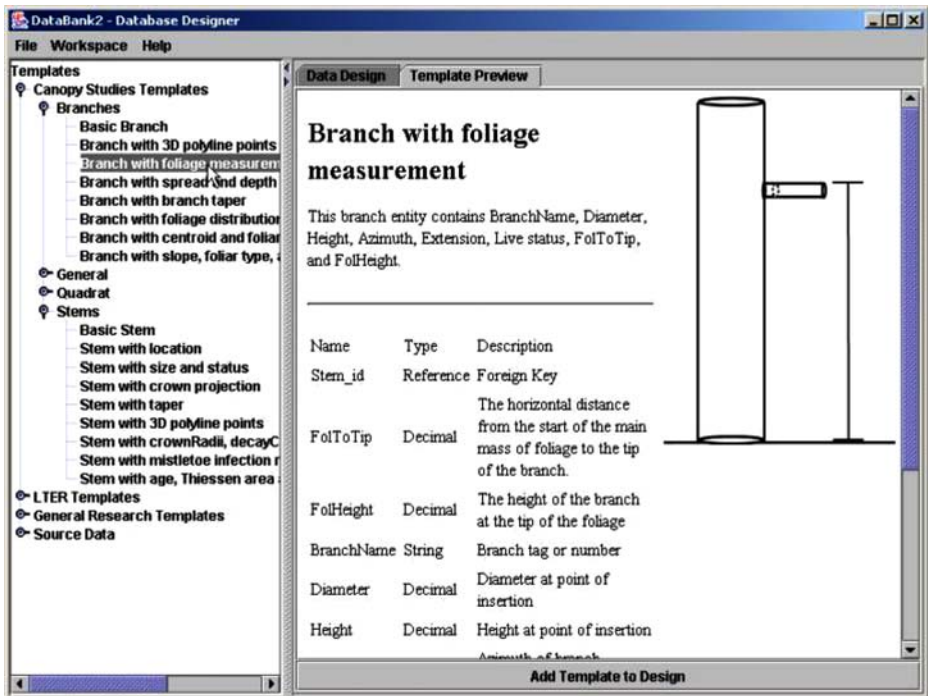 DataBank2 - Database Designer
File Workspace Help
Templates
Canopy Studies Templates
Branches
Basic Branch
Branch with 3D polyline points
Branch with foliage measurem
Branch with spread and depth
Branch with branch taper
Branch with foliage distribution
Branch with centroid and foliar
Branch with slope, foliar type,
General
Quadrat
Stems
Basic Stem
Stem with location
Stem with size and status
Stem with crown projection
Stem with taper
Stem with 3D polyline points
Stem with crownRadii, decayC
Stem with mistletoe infection r
Stem with age, Thiessen area
LTER Templates
General Research Templates
Source Data
Data Design Template Preview
Branch with foliage
measurement
This branch entity contains BranchName, Diameter,
Height, Azimuth, Extension, Live status, FolToTip,
and FolHeight.
Name Type Description
Stem_id Reference Foreign Key
FolToTip Decimal The horizontal distance
from the start of the main
mass of foliage to the tip
of the branch.
FolHeight Decimal The height of the branch
at the tip of the foliage
BranchName String Branch tag or number
Diameter Decimal Diameter at point of
insertion
Height Decimal Height at point of insertion
Azimuth of branch
Add Template to Design